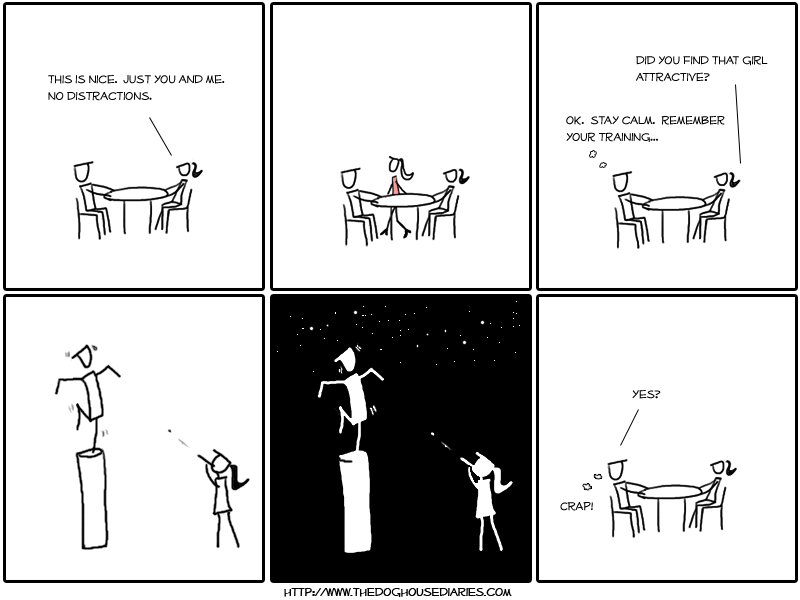 THIS IS NICE. JUST YOU AND ME.
NO DISTRACTIONS.
DID YOU FIND THAT GIRL
ATTRACTIVE?
OK. STAY CALM. REMEMBER
YOUR TRAINING...
YES?
CRAP!
HTTP://WWW.THEDOGHOUSEDIARIES.COM